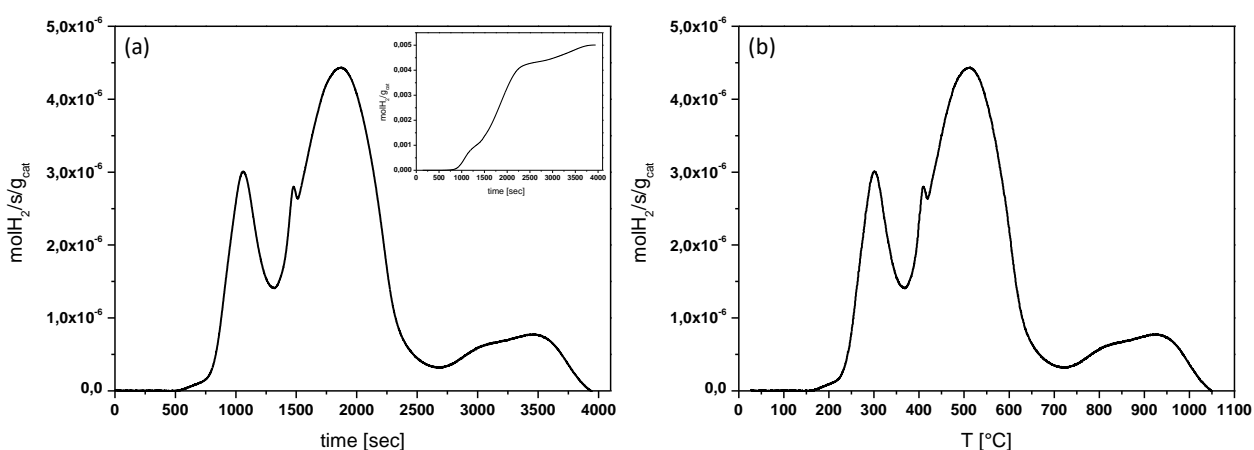 (a)
molH2/s/gcat
5,0x10-6
4,0x10-6
3,0x10-6
2,0x10-6
1,0x10-6
0,0
0 500 1000 1500 2000 2500 3000 3500 4000
time [sec]
molH2/gcat
0,005
0,004
0,003
0,002
0,001
0,000
0 500 1000 1500 2000 2500 3000 3500 4000
time [sec]
(b)
molH2/s/gcat
5,0x10-6
4,0x10-6
3,0x10-6
2,0x10-6
1,0x10-6
0,0
0 100 200 300 400 500 600 700 800 900 1000 1100
T [°C]